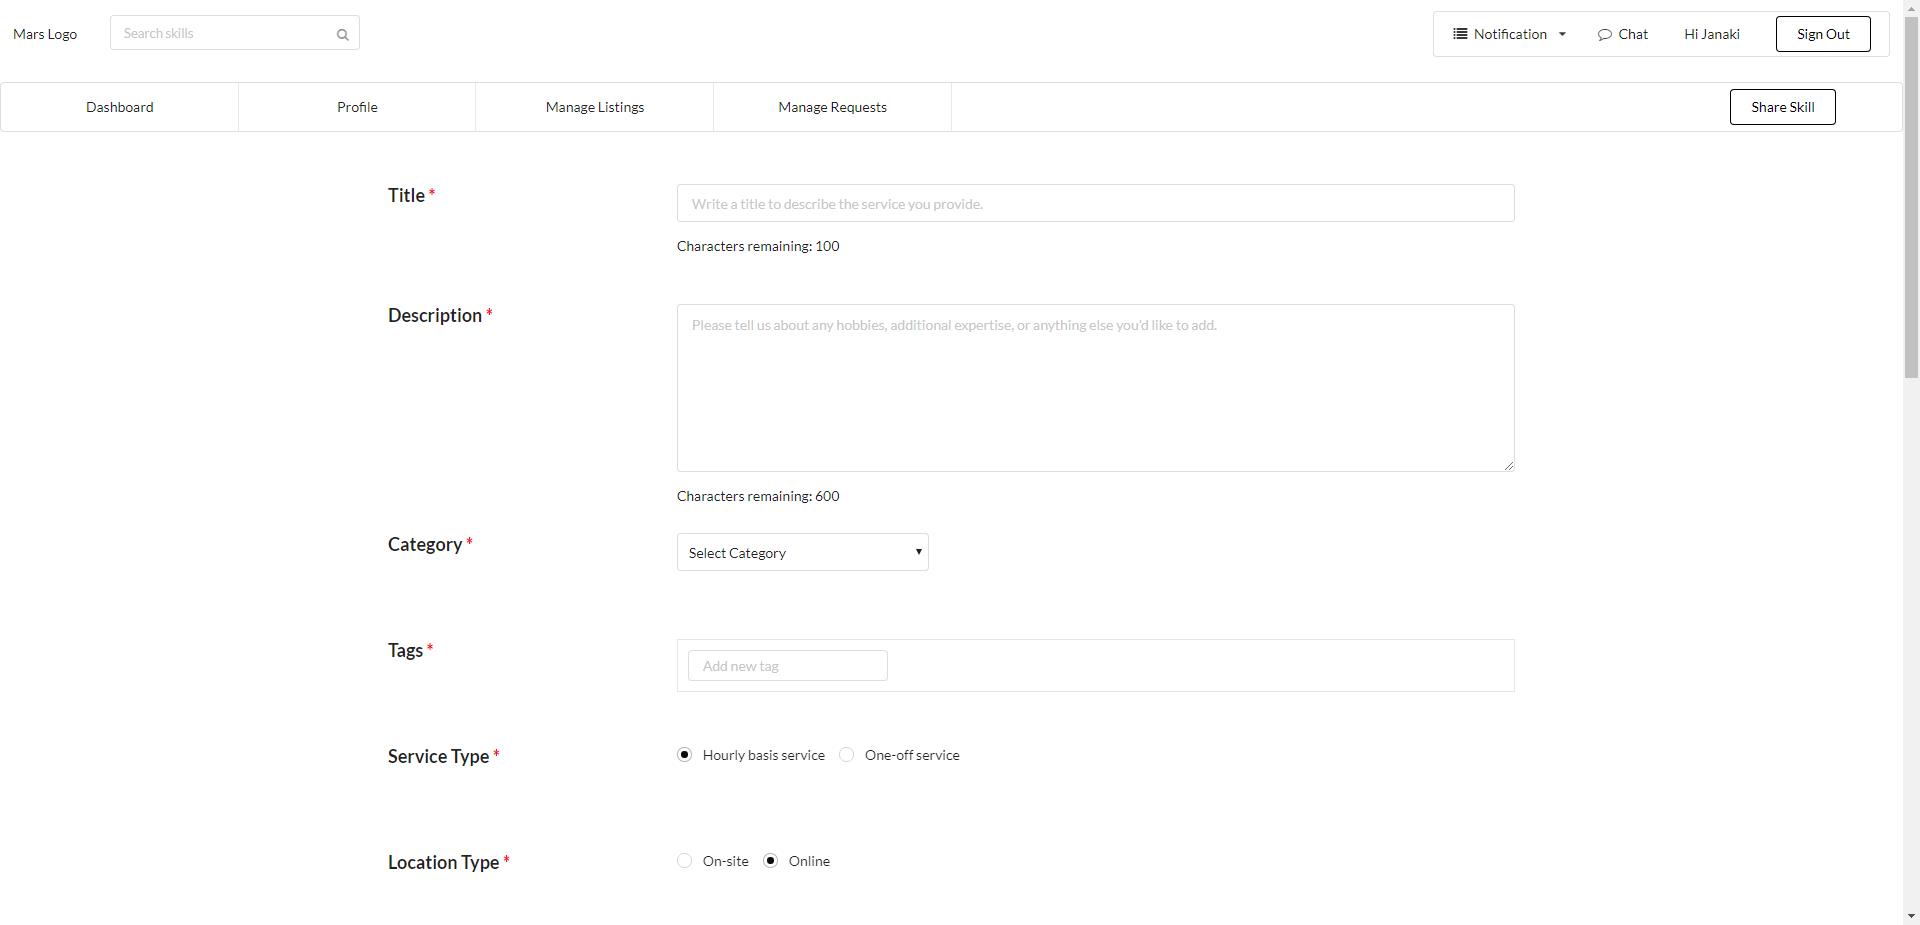 Mars Logo
Search skills
Notification
Chat
Hi Janaki
Sign Out
Dashboard
Profile
Manage Listings
Manage Requests
Share Skill
Title *
Write a title to describe the service you provide.
Characters remaining: 100
Description *
Please tell us about any hobbies, additional expertise, or anything else you'd like to add.
Characters remaining: 600
Category *
Select Category
Tags *
Add new tag
Service Type *
Hourly basis service
One-off service
Location Type *
On-site
Online